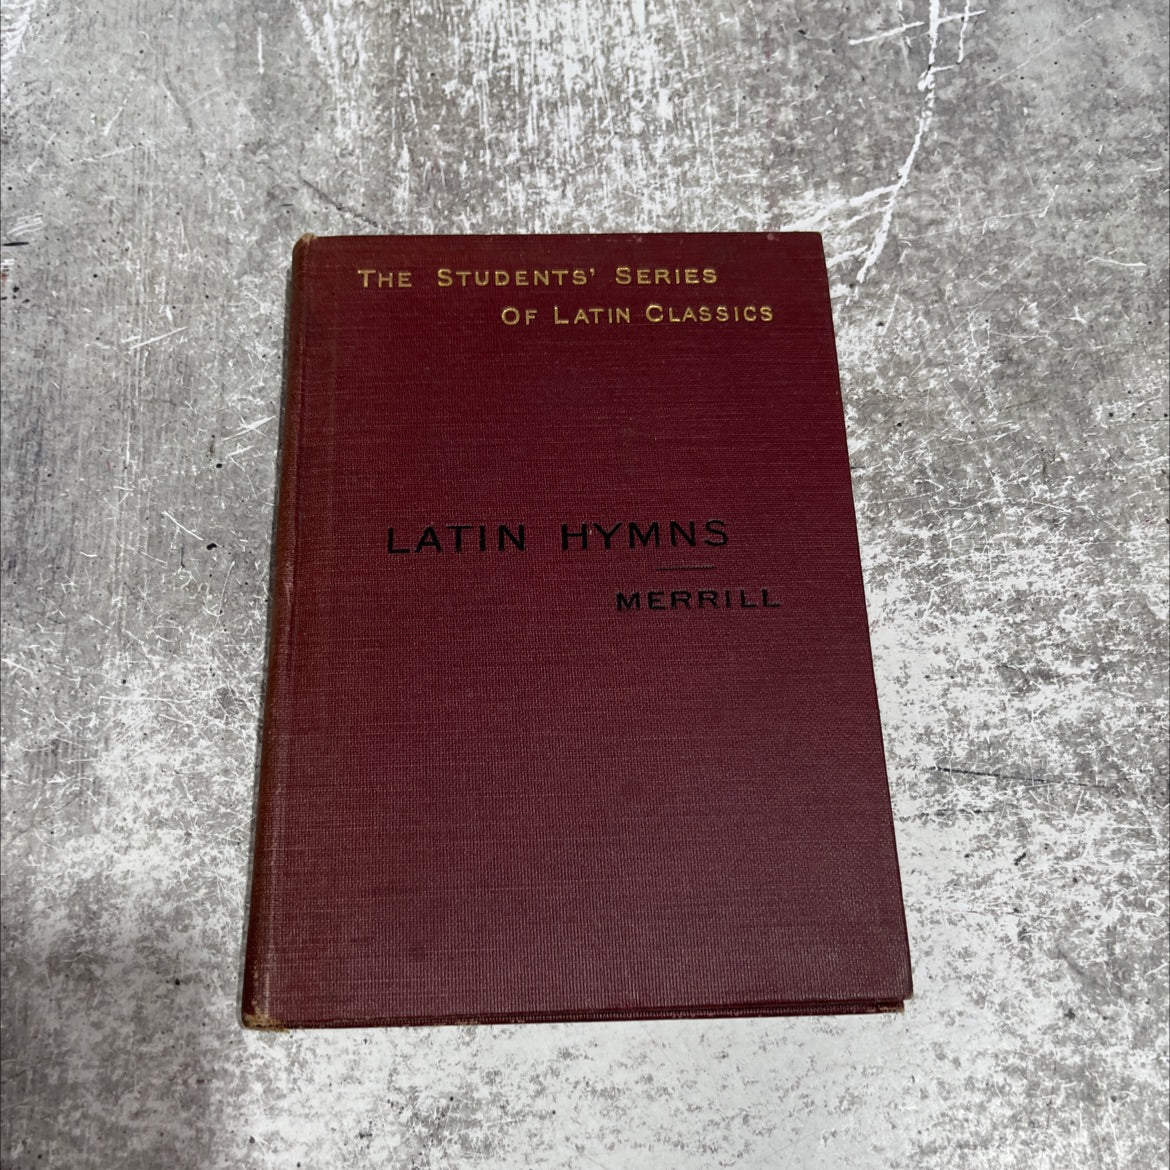 THE STUDENTS' SERIES
OF LATIN CLASSICS
LATIN HYMNS
MERRILL